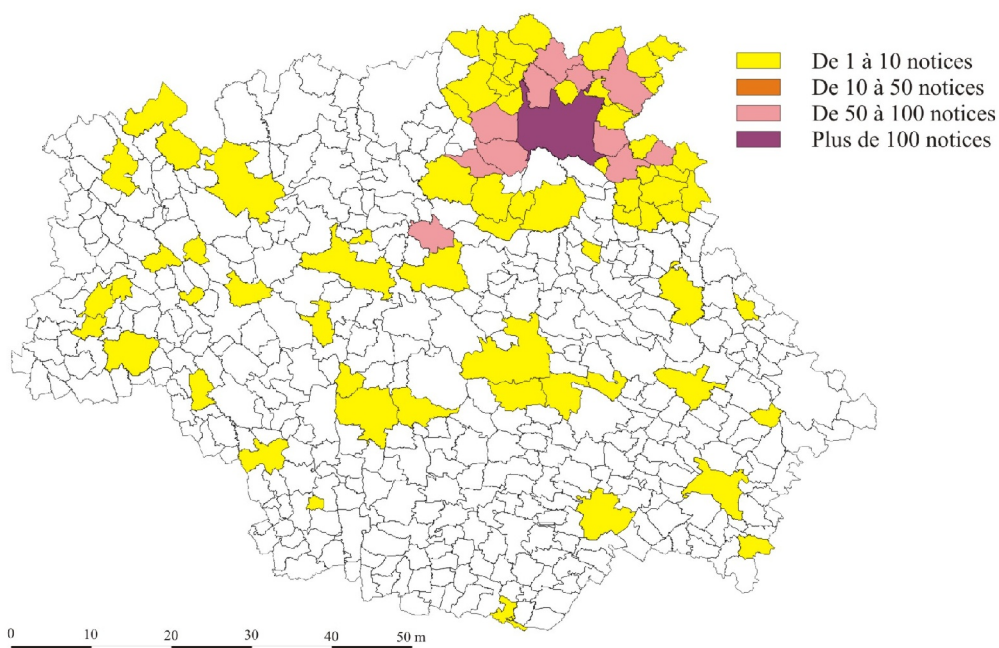 De 1 à 10 notices
De 10 à 50 notices
De 50 à 100 notices
Plus de 100 notices
0 10 20 30 40 50 m